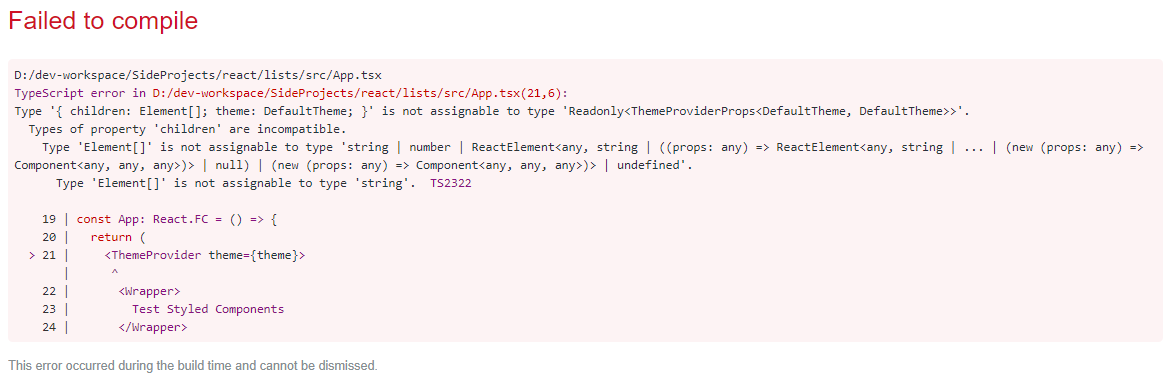 Failed to compile
D:/dev-workspace/SideProjects/react/lists/src/App.tsx
TypeScript error in D:/dev-workspace/SideProjects/react/lists/src/App.tsx(21,6):
Type '{ children: Element[]; theme: DefaultTheme; }' is not assignable to type 'Readonly<ThemeProviderProps<DefaultTheme, DefaultTheme>>'.
  Types of property 'children' are incompatible.
    Type 'Element[]' is not assignable to type 'string | number | ReactElement<any, string | ((props: any) => ReactElement<any, string | ... | (new (props: any) =>
Component<any, any, any>)> | null) | (new (props: any) => Component<any, any, any>)> | undefined'.
      Type 'Element[]' is not assignable to type 'string'.  TS2322
    19 | const App: React.FC = () => {
    20 |   return (
  > 21 |     <ThemeProvider theme={theme}>
       |      ^
    22 |       <Wrapper>
    23 |         Test Styled Components
    24 |       </Wrapper>
This error occurred during the build time and cannot be dismissed.